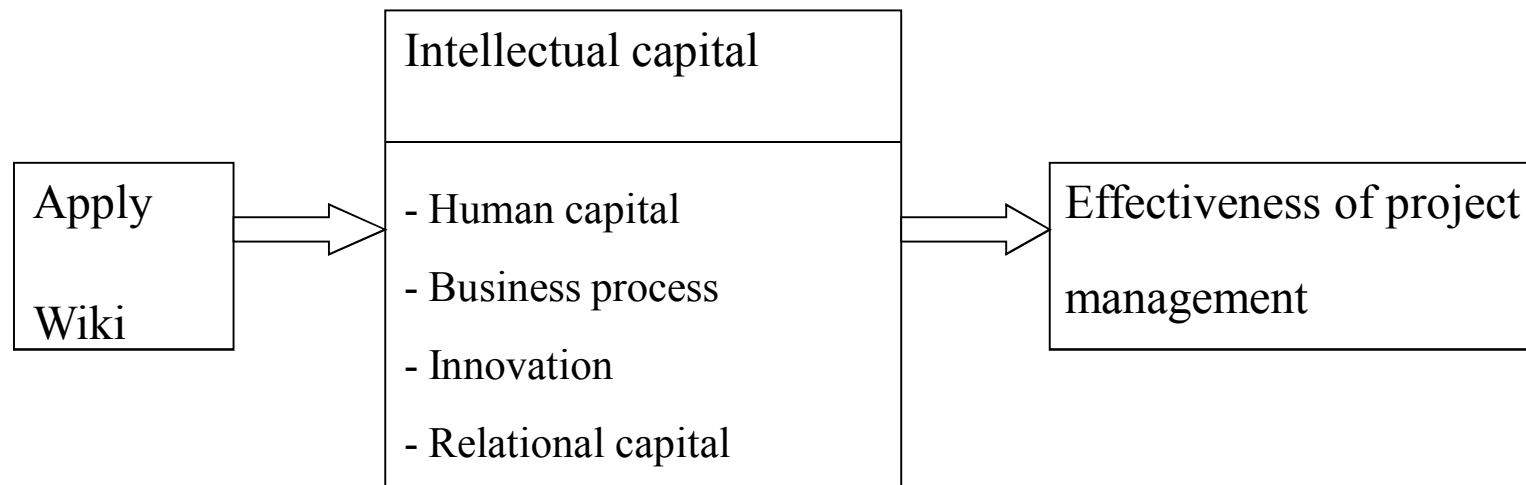 Intellectual capital
Apply
Wiki
- Human capital
- Business process
- Innovation
- Relational capital
Effectiveness of project
management